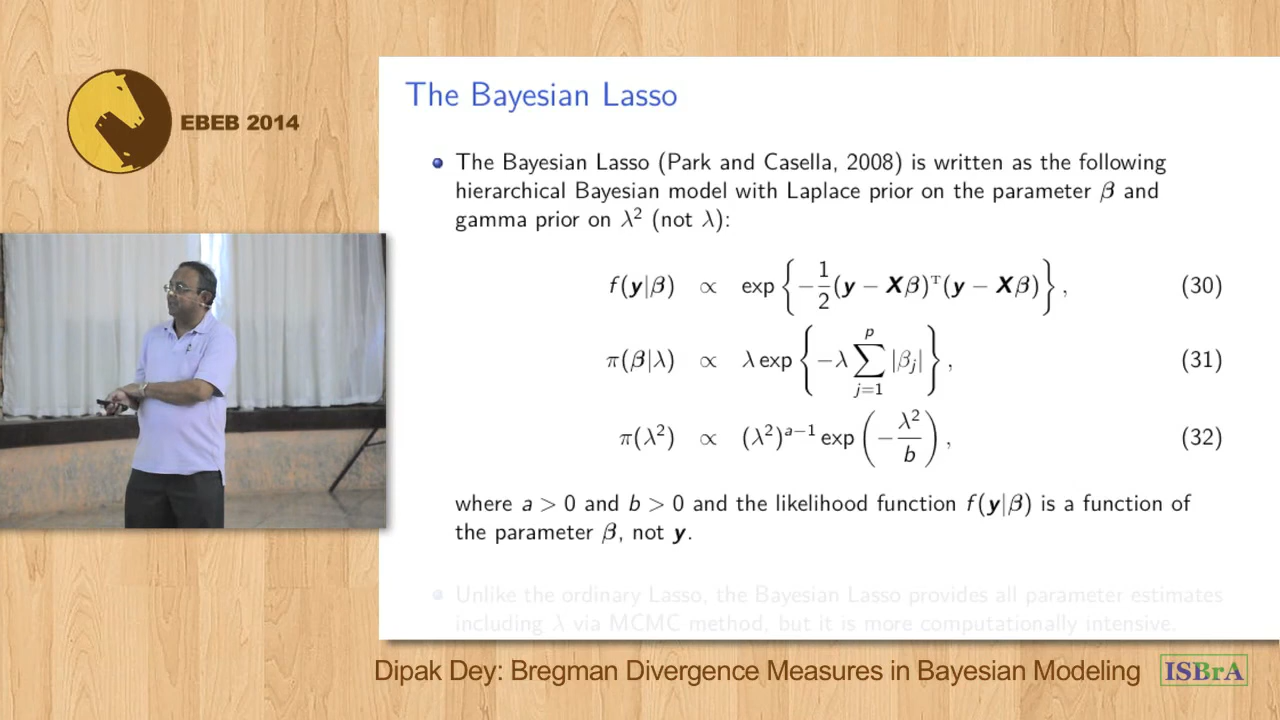 The Bayesian Lasso
EBEB 2014
The Bayesian Lasso (Park and Casella, 2008) is written as the following
hierarchical Bayesian model with Laplace prior on the parameter β and
gamma prior on λ² (not λ):
f(y|β) ∝ exp{−1/2(y − Xβ)ᵀ(y − Xβ)}, (30)
π(β|λ) ∝ λ exp{−λ∑_{j=1}^{p}|β_j|}, (31)
π(λ²) ∝ (λ²)^{a−1} exp(−λ²/b), (32)
where a > 0 and b > 0 and the likelihood function f(y|β) is a function of
the parameter β, not y.
Unlike the ordinary Lasso, the Bayesian Lasso provides all parameter estimates
including λ via MCMC method, but it is more computationally intensive.
Dipak Dey: Bregman Divergence Measures in Bayesian Modeling
ISBrA